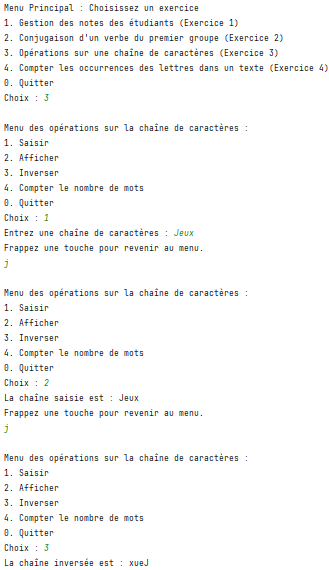 Menu Principal : Choisissez un exercice
1. Gestion des notes des étudiants (Exercice 1)
2. Conjugaison d'un verbe du premier groupe (Exercice 2)
3. Opérations sur une chaîne de caractères (Exercice 3)
4. Compter les occurrences des lettres dans un texte (Exercice 4)
0. Quitter
Choix : 3

Menu des opérations sur la chaîne de caractères :
1. Saisir
2. Afficher
3. Inverser
4. Compter le nombre de mots
0. Quitter
Choix : 1
Entrez une chaîne de caractères : Jeux
Frappez une touche pour revenir au menu.
j

Menu des opérations sur la chaîne de caractères :
1. Saisir
2. Afficher
3. Inverser
4. Compter le nombre de mots
0. Quitter
Choix : 2
La chaîne saisie est : Jeux
Frappez une touche pour revenir au menu.
j

Menu des opérations sur la chaîne de caractères :
1. Saisir
2. Afficher
3. Inverser
4. Compter le nombre de mots
0. Quitter
Choix : 3
La chaîne inversée est : xueJ